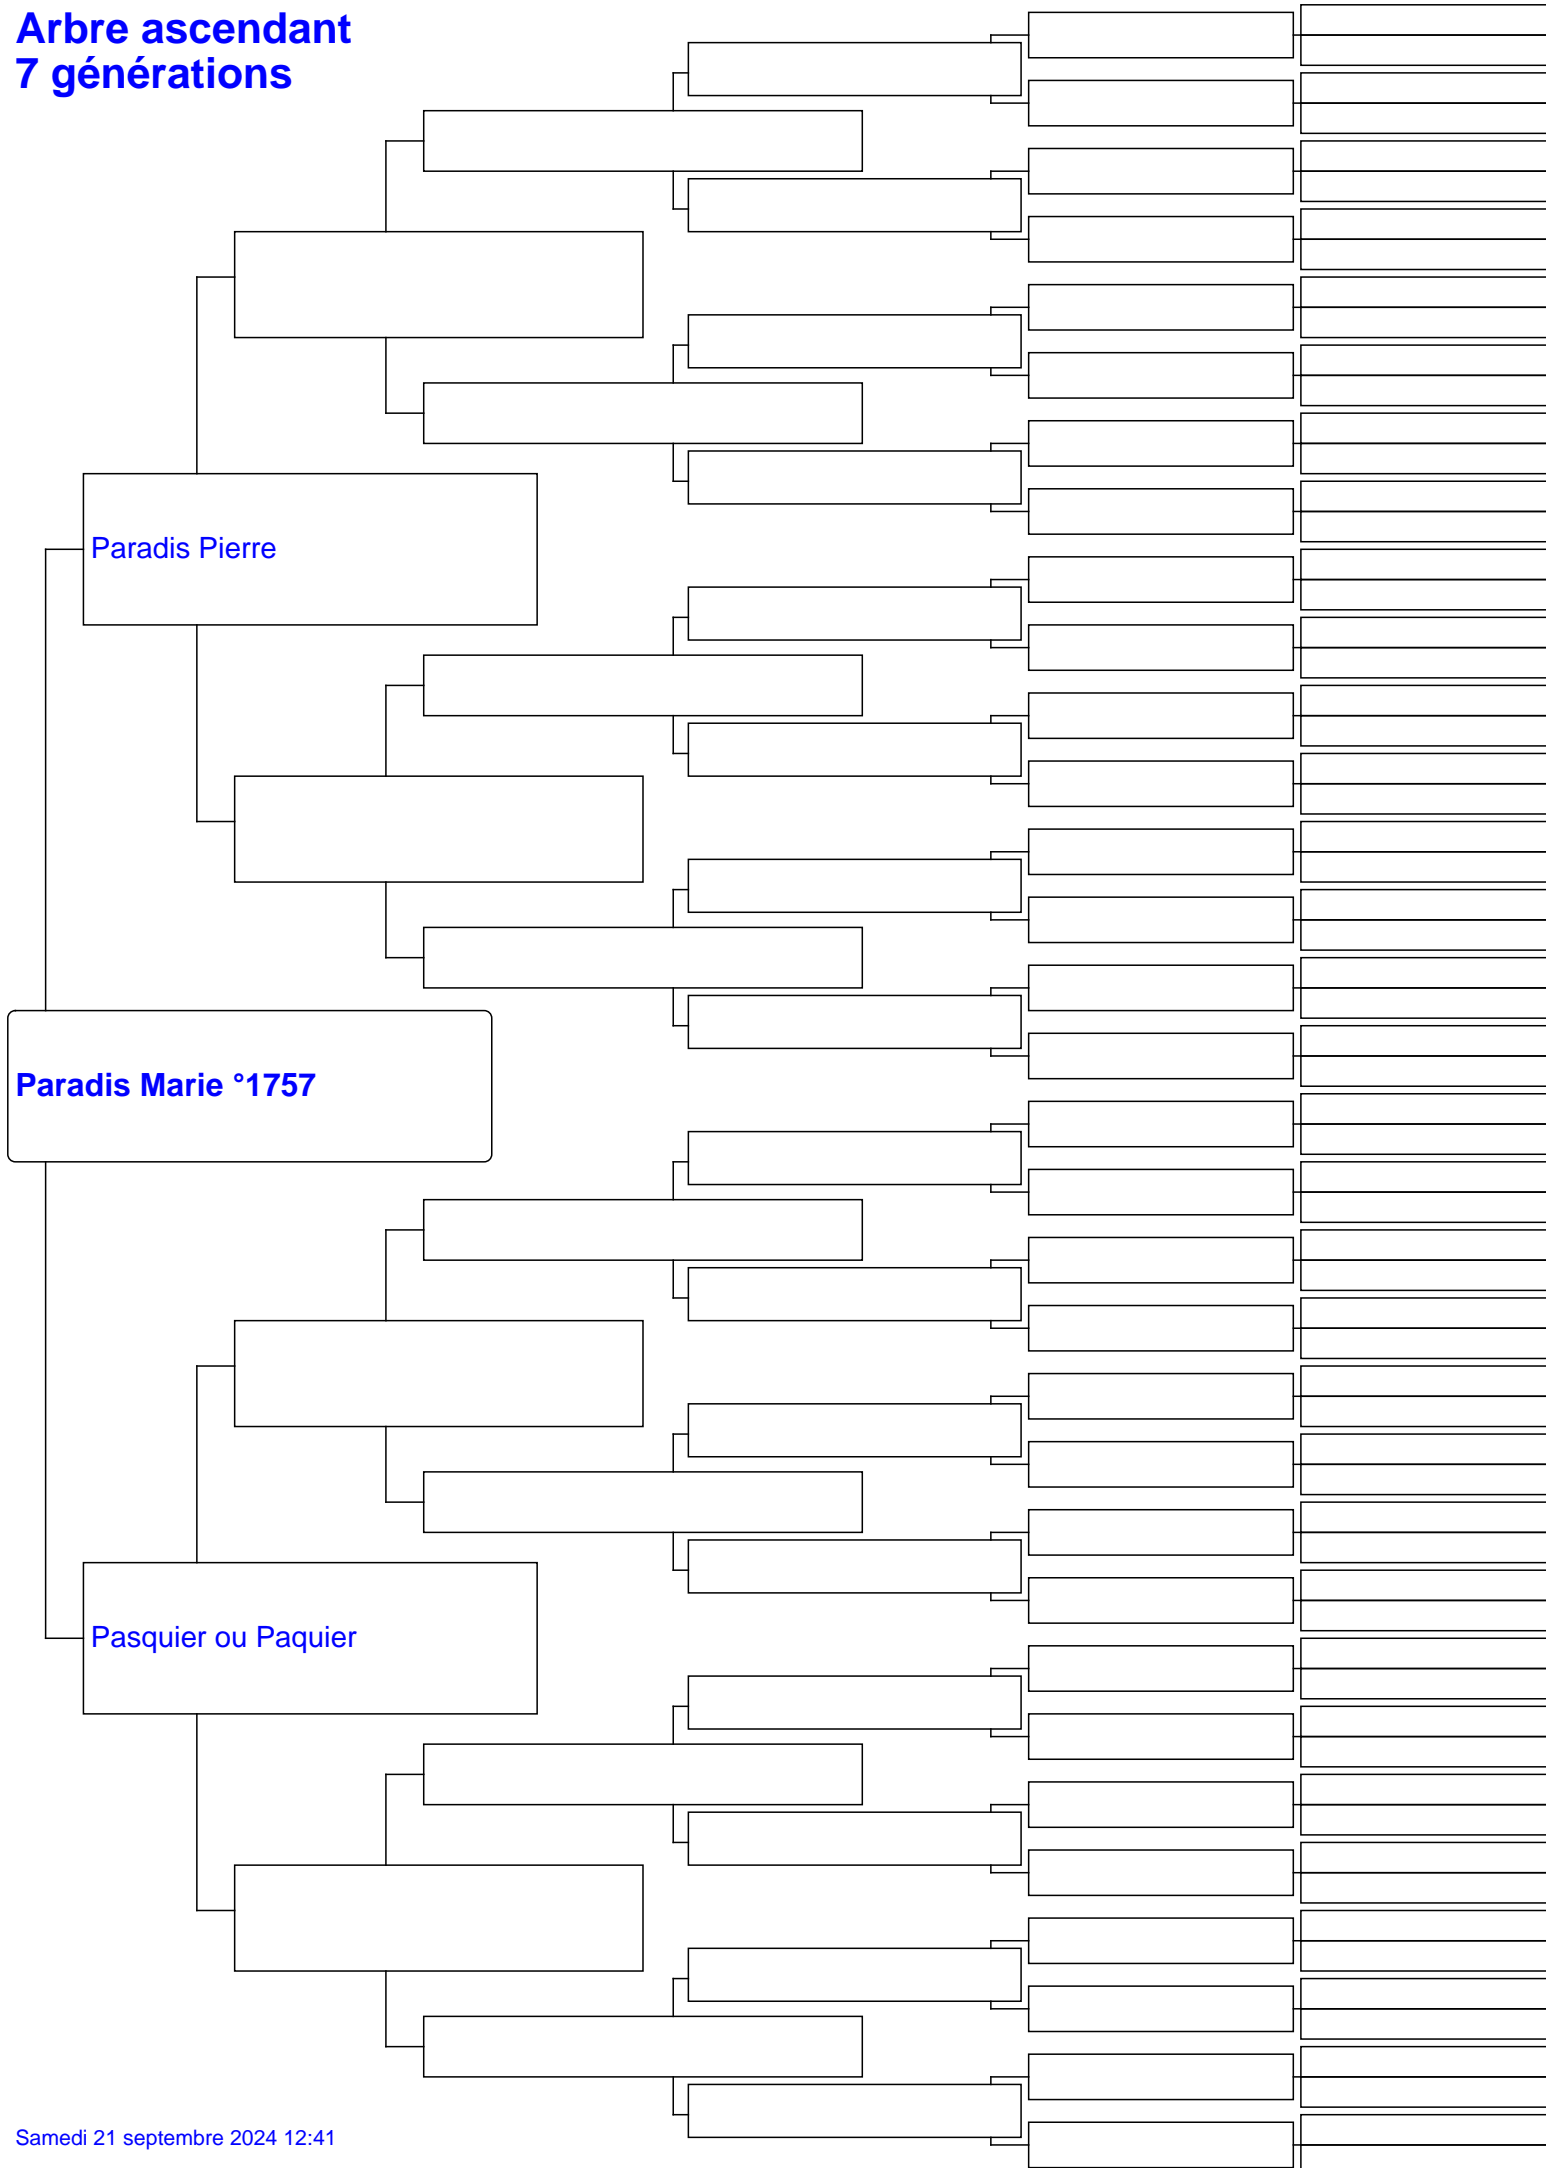 Arbre ascendant
7 générations
Paradis Pierre
Paradis Marie °1757
Pasquier ou Paquier
Samedi 21 septembre 2024 12:41